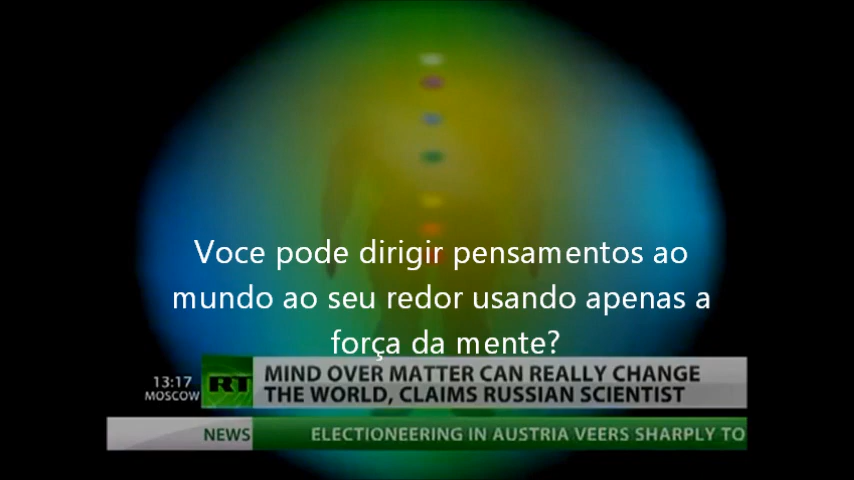 Voce pode dirigir pensamentos ao
mundo ao seu redor usando apenas a
força da mente?
13:17
MOSCOW
RT
MIND OVER MATTER CAN REALLY CHANGE
THE WORLD, CLAIMS RUSSIAN SCIENTIST
NEWS
ELECTIONEERING IN AUSTRIA VEERS SHARPLY TO